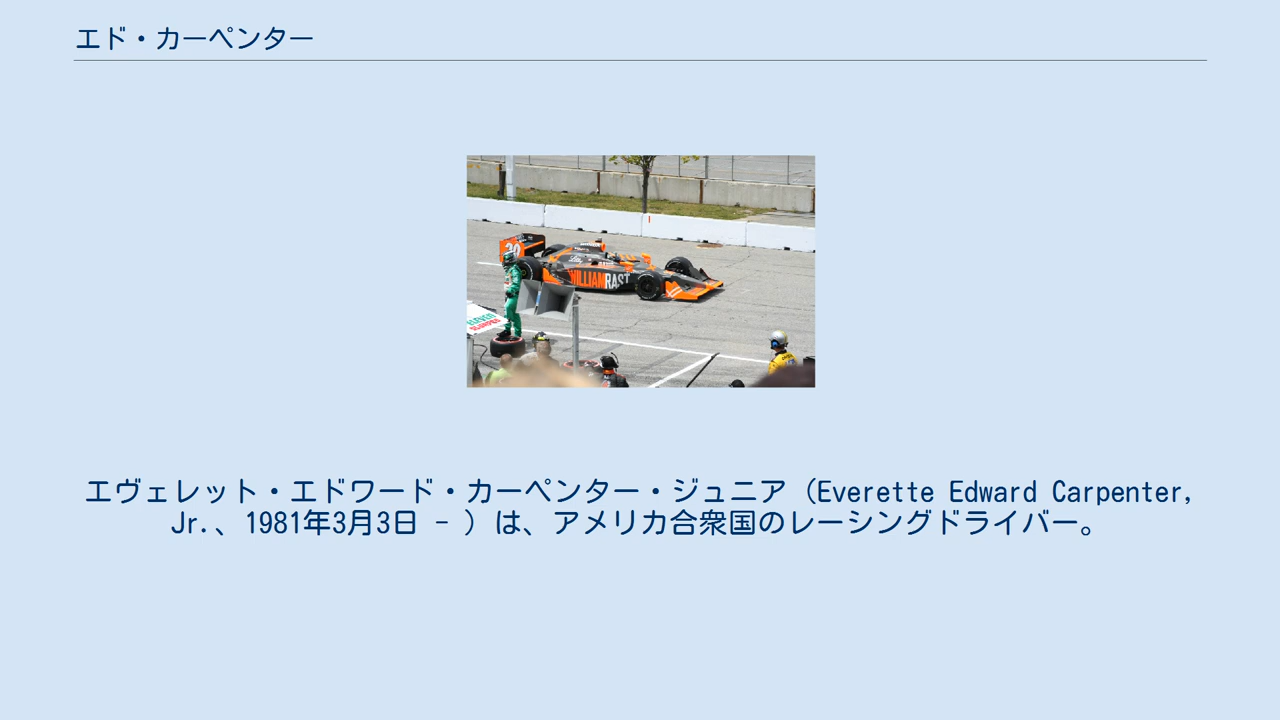 エド・カーペンター
20
WILLIAM RAST
エヴェレット・エドワード・カーペンター・ジュニア（Everette Edward Carpenter,
Jr.、1981年3月3日 - ）は、アメリカ合衆国のレーシングドライバー。